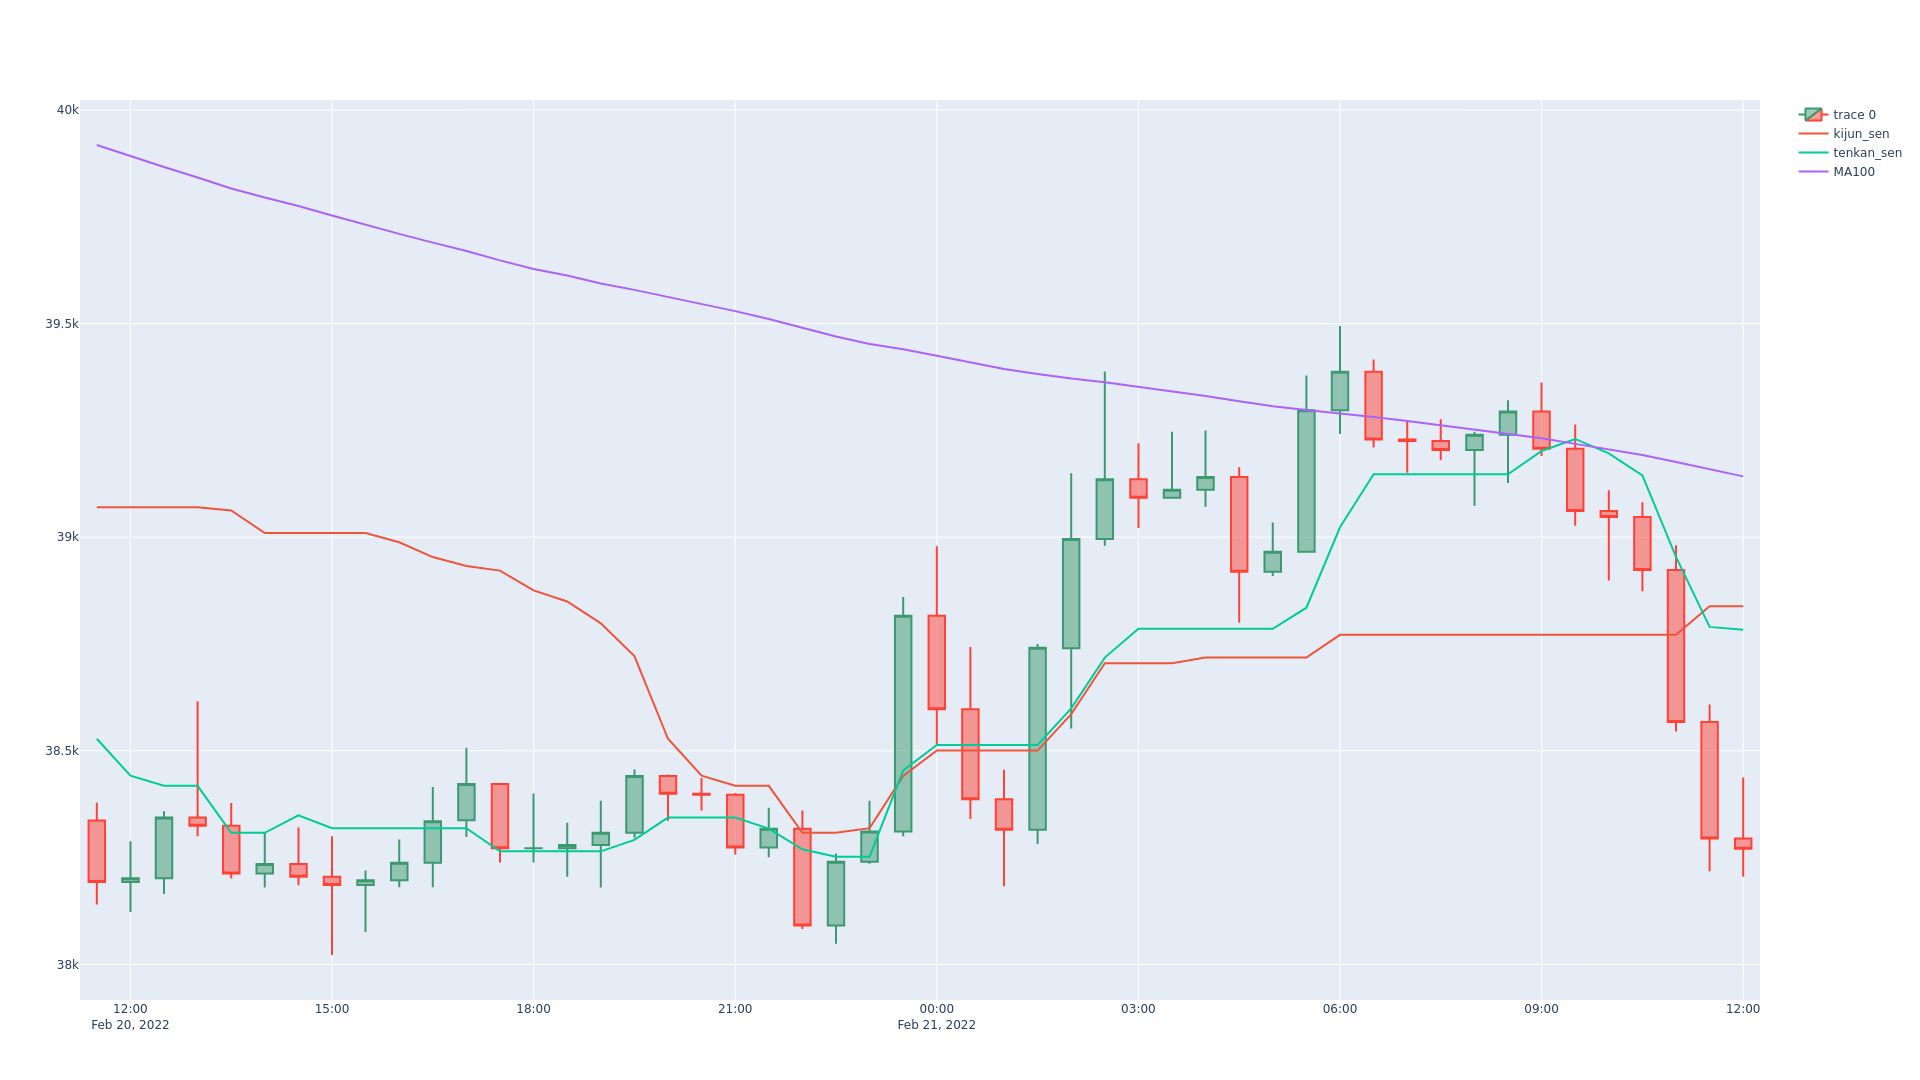 40k
39.5k
39k
38.5k
38k
12:00
Feb 20, 2022
15:00
18:00
21:00
00:00
Feb 21, 2022
03:00
06:00
09:00
12:00
trace 0
kijun_sen
tenkan_sen
MA100